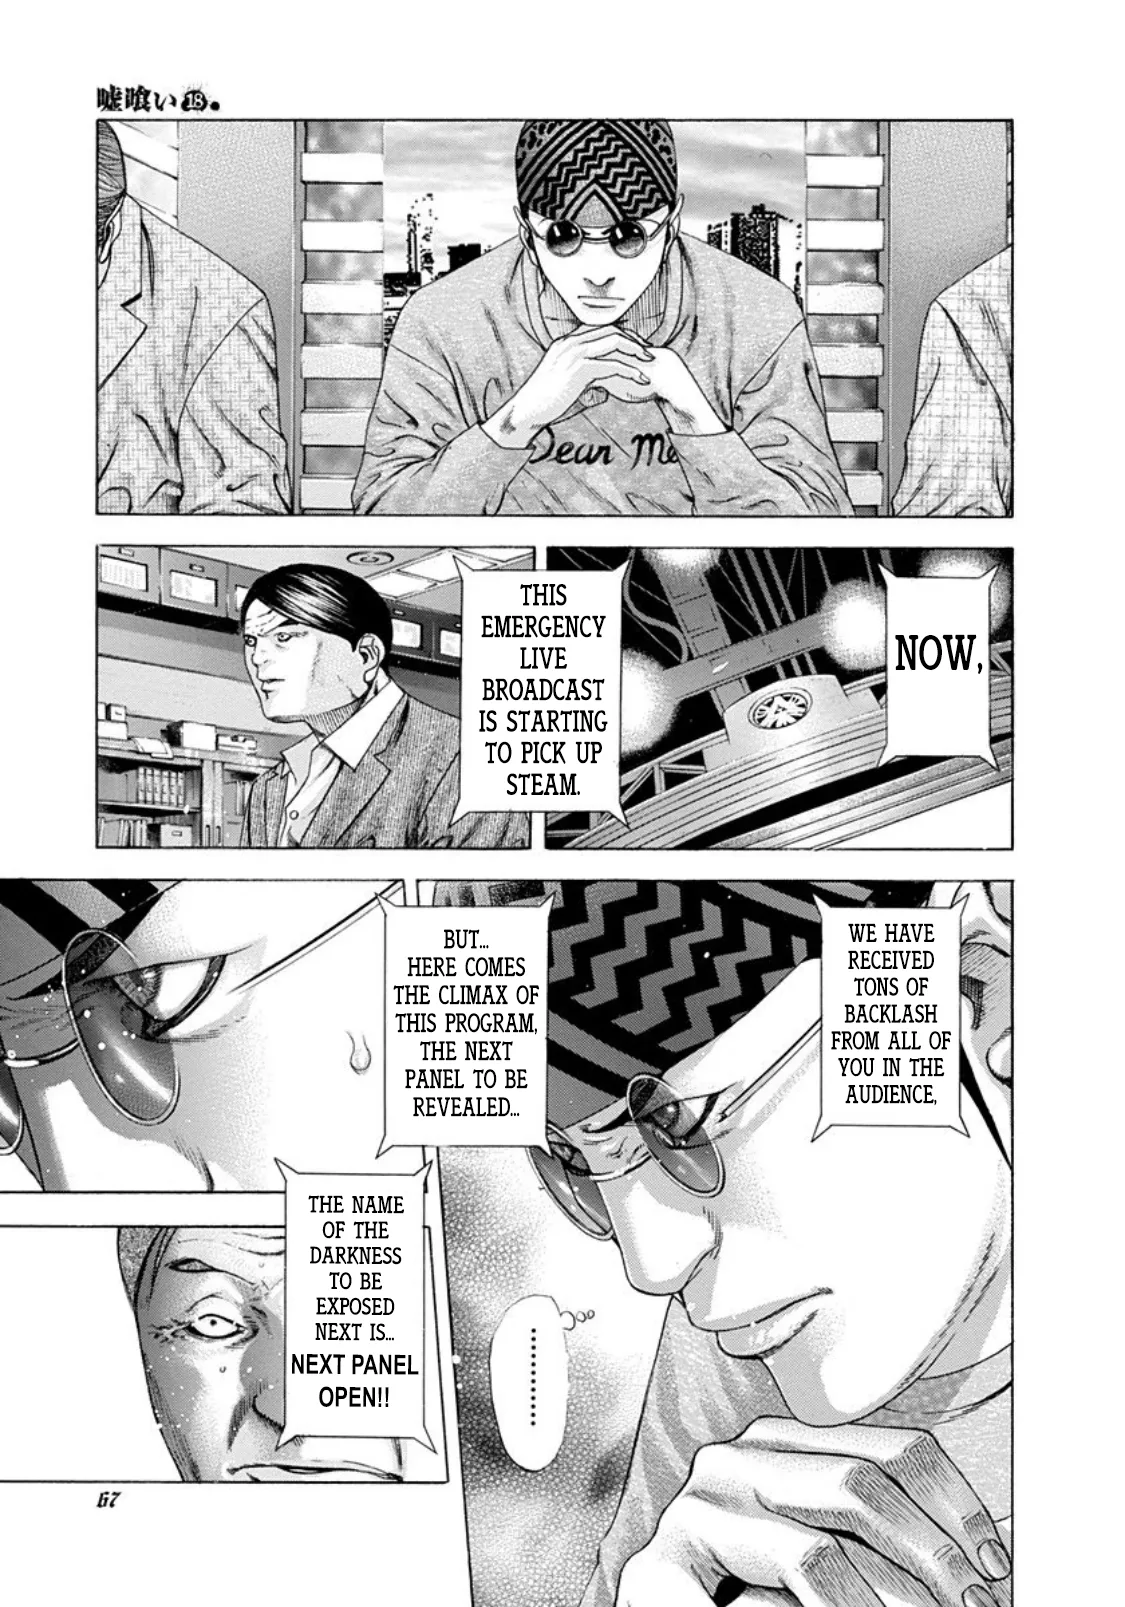 嘘喰い 18
Dear Me
NOW,
THIS
EMERGENCY
LIVE
BROADCAST
IS STARTING
TO PICK UP
STEAM.
WE HAVE
RECEIVED
TONS OF
BACKLASH
FROM ALL OF
YOU IN THE
AUDIENCE,
BUT...
HERE COMES
THE CLIMAX OF
THIS PROGRAM,
THE NEXT
PANEL TO BE
REVEALED...
THE NAME
OF THE
DARKNESS
TO BE
EXPOSED
NEXT IS...
NEXT PANEL
OPEN!!
............
67